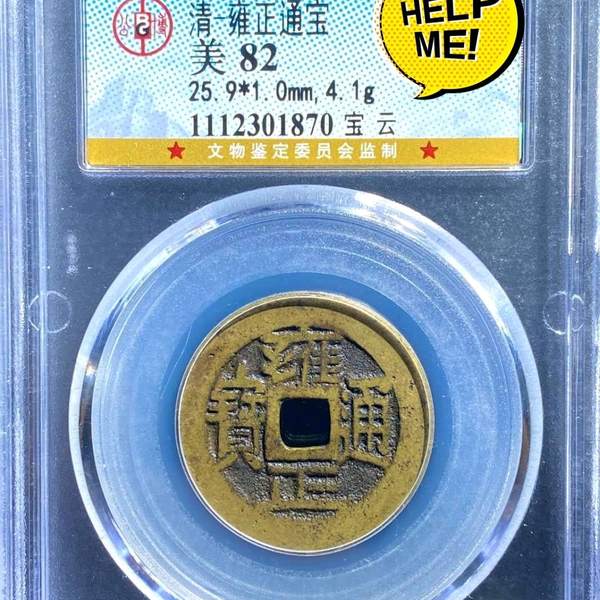 清-雍正通宝
美 82
25.9*1.0mm,4.1g
1112301870 宝云
★ 文物鉴定委员会监制 ★
HELP
ME!
雍
寶 通
正